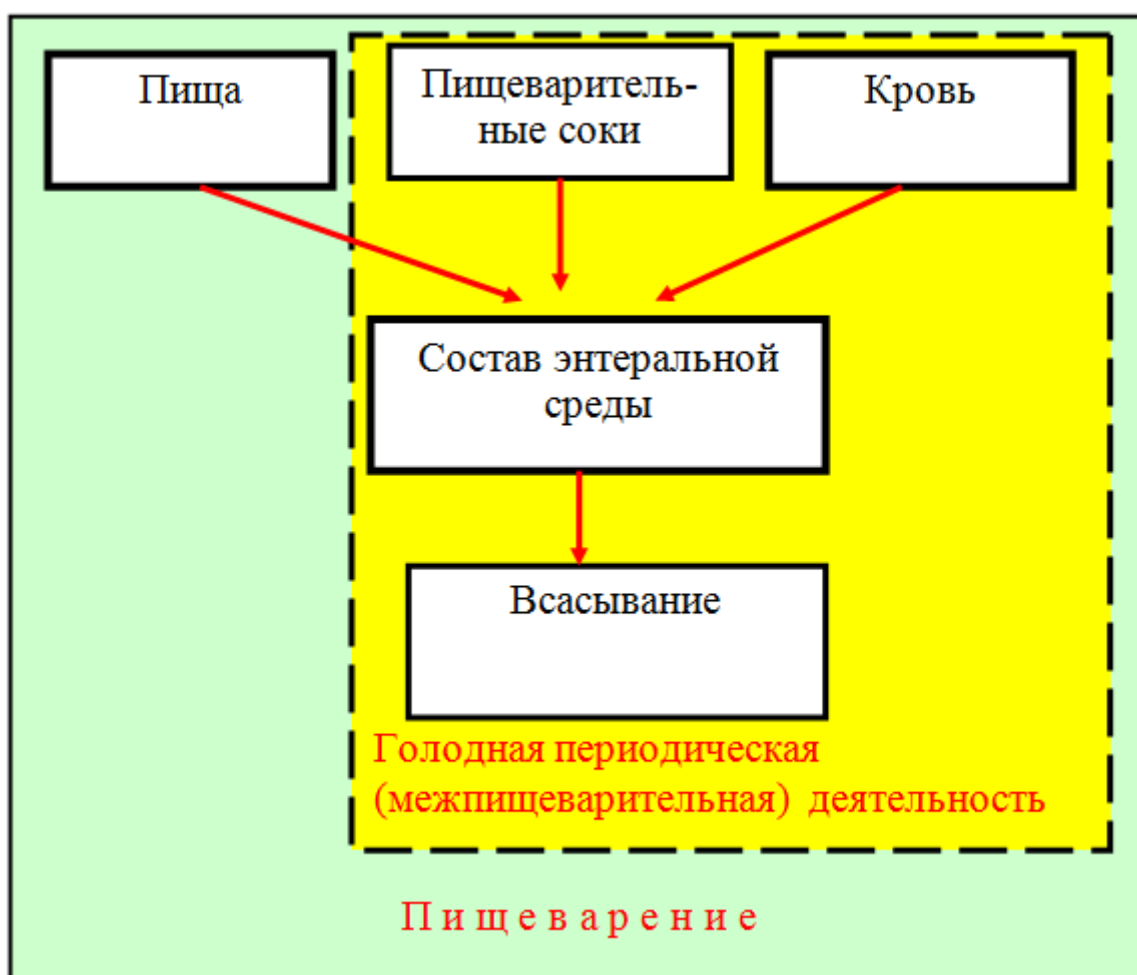 Пища
Пищеваритель-
ные соки
Кровь
Состав энтеральной
среды
Всасывание
Голодная периодическая
(межпищеварительная) деятельность
П и щ е в а р е н и е